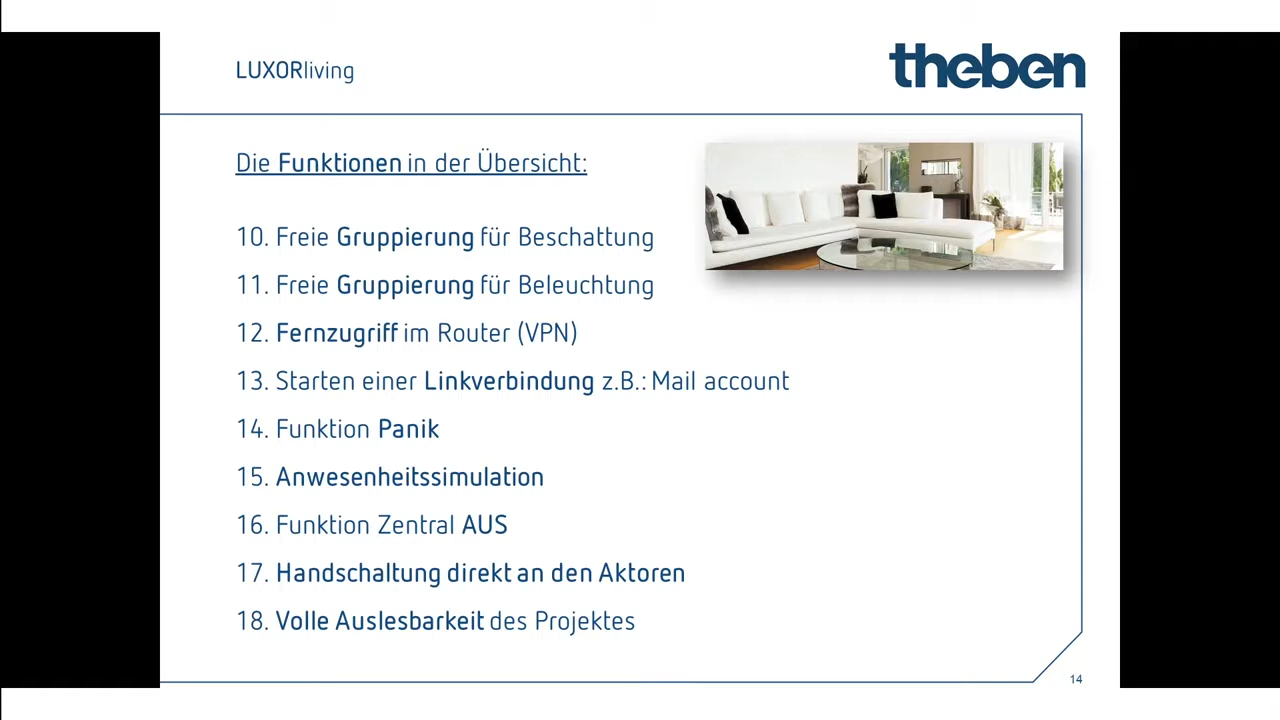 LUXORliving
theben
Die Funktionen in der Übersicht:
10. Freie Gruppierung für Beschattung
11. Freie Gruppierung für Beleuchtung
12. Fernzugriff im Router (VPN)
13. Starten einer Linkverbindung z.B.: Mail account
14. Funktion Panik
15. Anwesenheitssimulation
16. Funktion Zentral AUS
17. Handschaltung direkt an den Aktoren
18. Volle Auslesbarkeit des Projektes
14